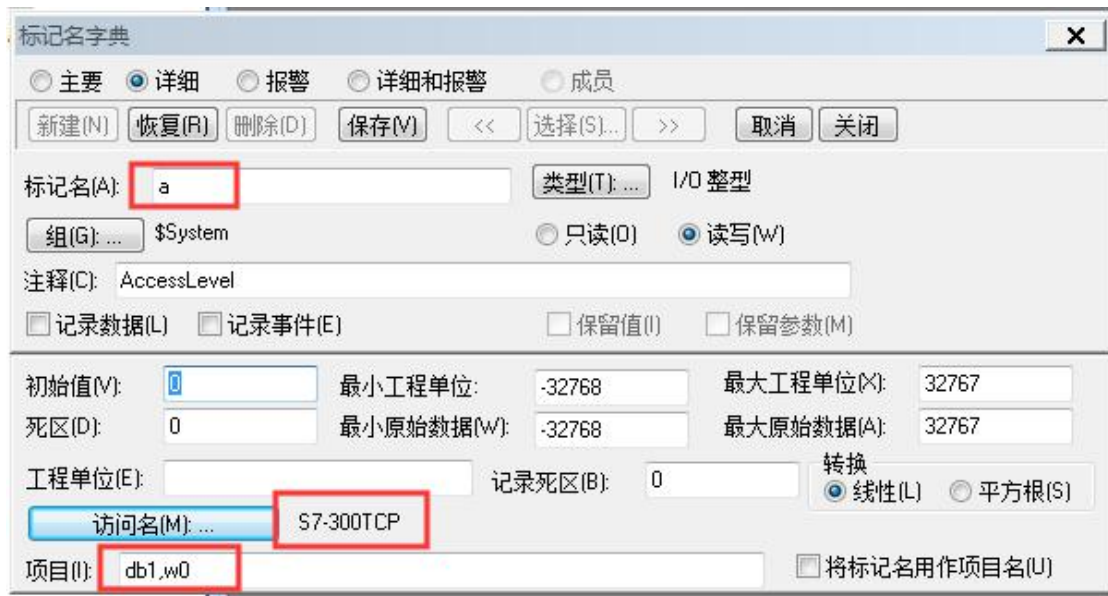 标记名字典
主要 详细 报警 详细和报警 成员
新建(N) 恢复(R) 删除(D) 保存(V) << 选择(S)... >> 取消 关闭
标记名(A): a 类型(T): ... I/O 整型
组(G): ... $System 只读(O) 读写(W)
注释(C): AccessLevel
记录数据(L) 记录事件(E) 保留值(I) 保留参数(M)
初始值(V): 0 最小工程单位: -32768 最大工程单位(X): 32767
死区(D): 0 最小原始数据(W): -32768 最大原始数据(A): 32767
工程单位(E): 记录死区(B): 0 转换
线性(L) 平方根(S)
访问名(M): ... S7-300TCP
项目(I): db1,w0 将标记名用作项目名(U)